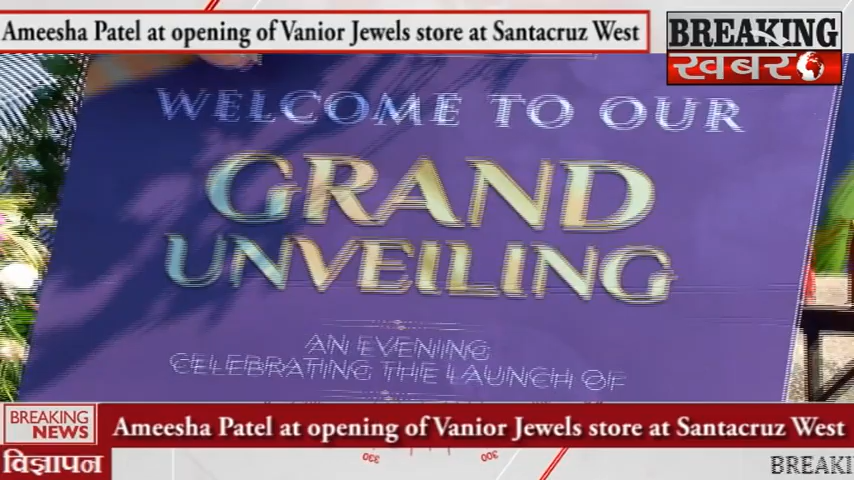 Ameesha Patel at opening of Vanior Jewels store at Santacruz West
BREAKING
खबर
WELCOME TO OUR
GRAND
UNVEILING
AN EVENING
CELEBRATING THE LAUNCH OF
BREAKING
NEWS
Ameesha Patel at opening of Vanior Jewels store at Santacruz West
विज्ञापन
330
300
BREAKI